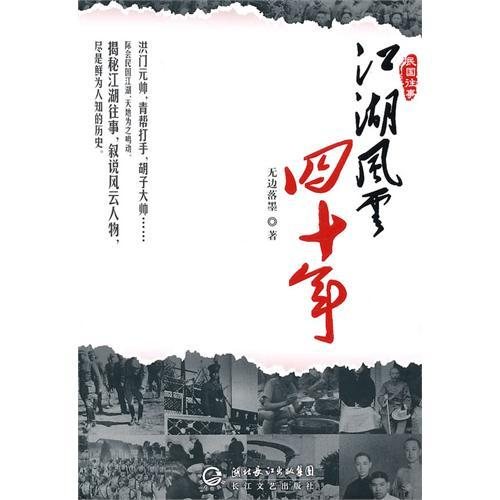 民国往事
江湖风云
四十年
无边落墨◎著
洪门元帅，青帮打手，胡子大帅……
际会民国江湖，天地为之鸣动，
揭秘江湖往事，叙说风云人物，
尽是鲜为人知的历史。
湖北长江出版集团
长江文艺出版社